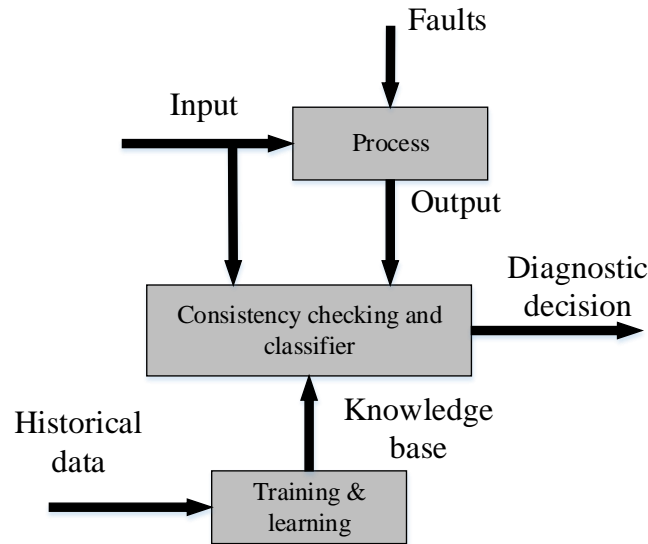 Faults
Input
Process
Output
Diagnostic
decision
Consistency checking and
classifier
Historical
data
Knowledge
base
Training &
learning